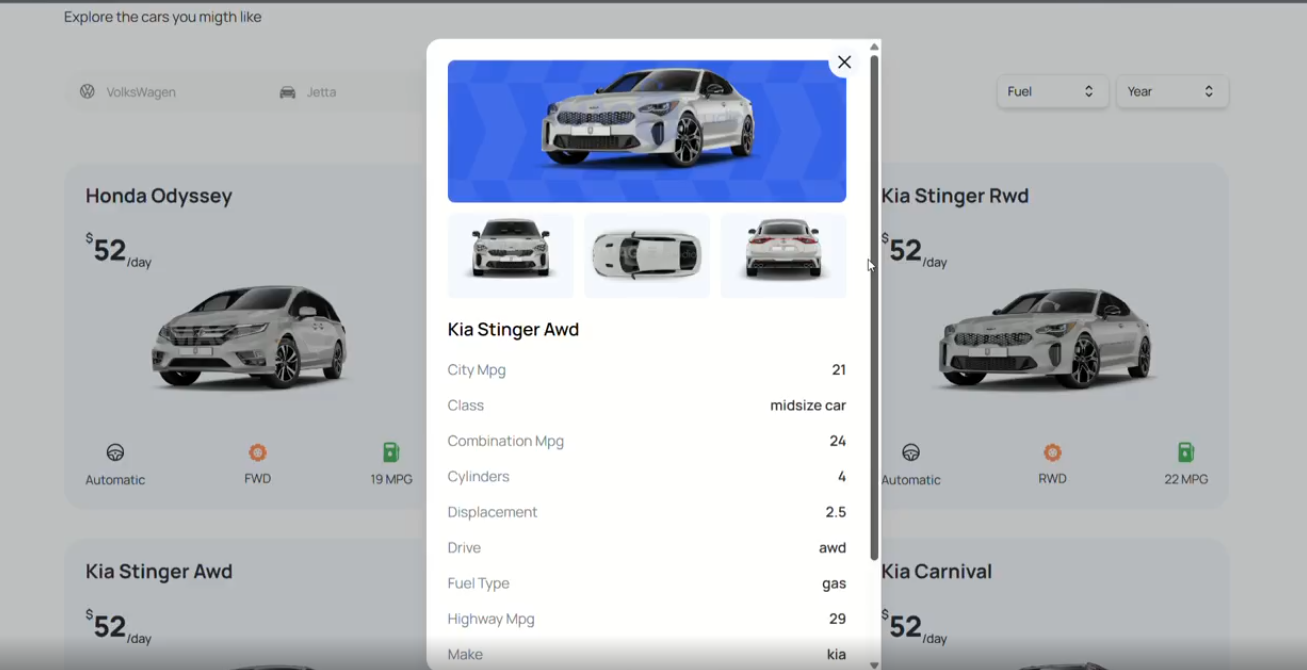 Explore the cars you migth like
VolksWagen
Jetta
Fuel
Year
Honda Odyssey
$52/day
Automatic
FWD
19 MPG
Kia Stinger Awd
City Mpg 21
Class midsize car
Combination Mpg 24
Cylinders 4
Displacement 2.5
Drive awd
Fuel Type gas
Highway Mpg 29
Make kia
Kia Stinger Rwd
$52/day
Automatic
RWD
22 MPG
Kia Stinger Awd
$52/day
Kia Carnival
$52/day